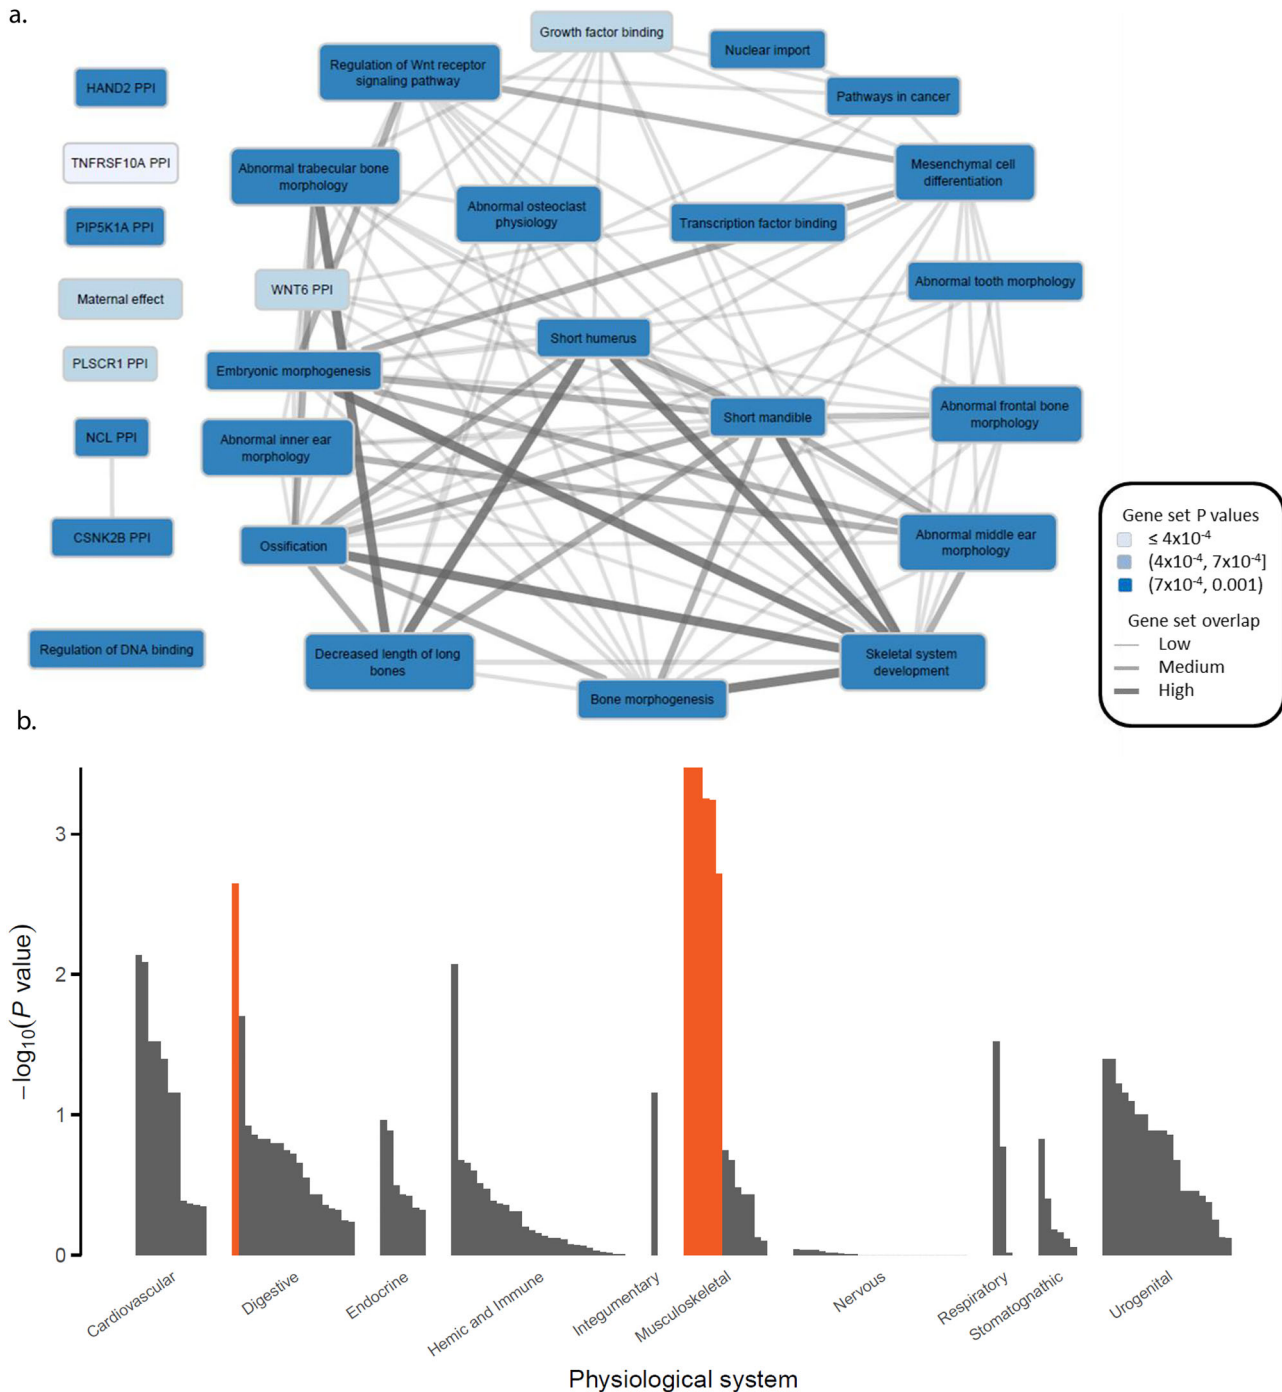 a.
Growth factor binding
Nuclear import
Regulation of Wnt receptor
signaling pathway
HAND2 PPI
Pathways in cancer
TNFRSF10A PPI
Abnormal trabecular bone
morphology
Mesenchymal cell
differentiation
Abnormal osteoclast
physiology
Transcription factor binding
PIP5K1A PPI
Abnormal tooth morphology
Maternal effect
WNT6 PPI
Short humerus
PLSCR1 PPI
Embryonic morphogenesis
Short mandible
Abnormal frontal bone
morphology
NCL PPI
Abnormal inner ear
morphology
CSNK2B PPI
Ossification
Abnormal middle ear
morphology
Regulation of DNA binding
Decreased length of long
bones
Skeletal system
development
Bone morphogenesis
Gene set P values
≤ 4x10⁻⁴
(4x10⁻⁴, 7x10⁻⁴]
(7x10⁻⁴, 0.001)
Gene set overlap
Low
Medium
High
b.
−log₁₀(P value)
3
2
1
0
Cardiovascular
Digestive
Endocrine
Hemic and Immune
Integumentary
Musculoskeletal
Nervous
Respiratory
Stomatognathic
Urogenital
Physiological system